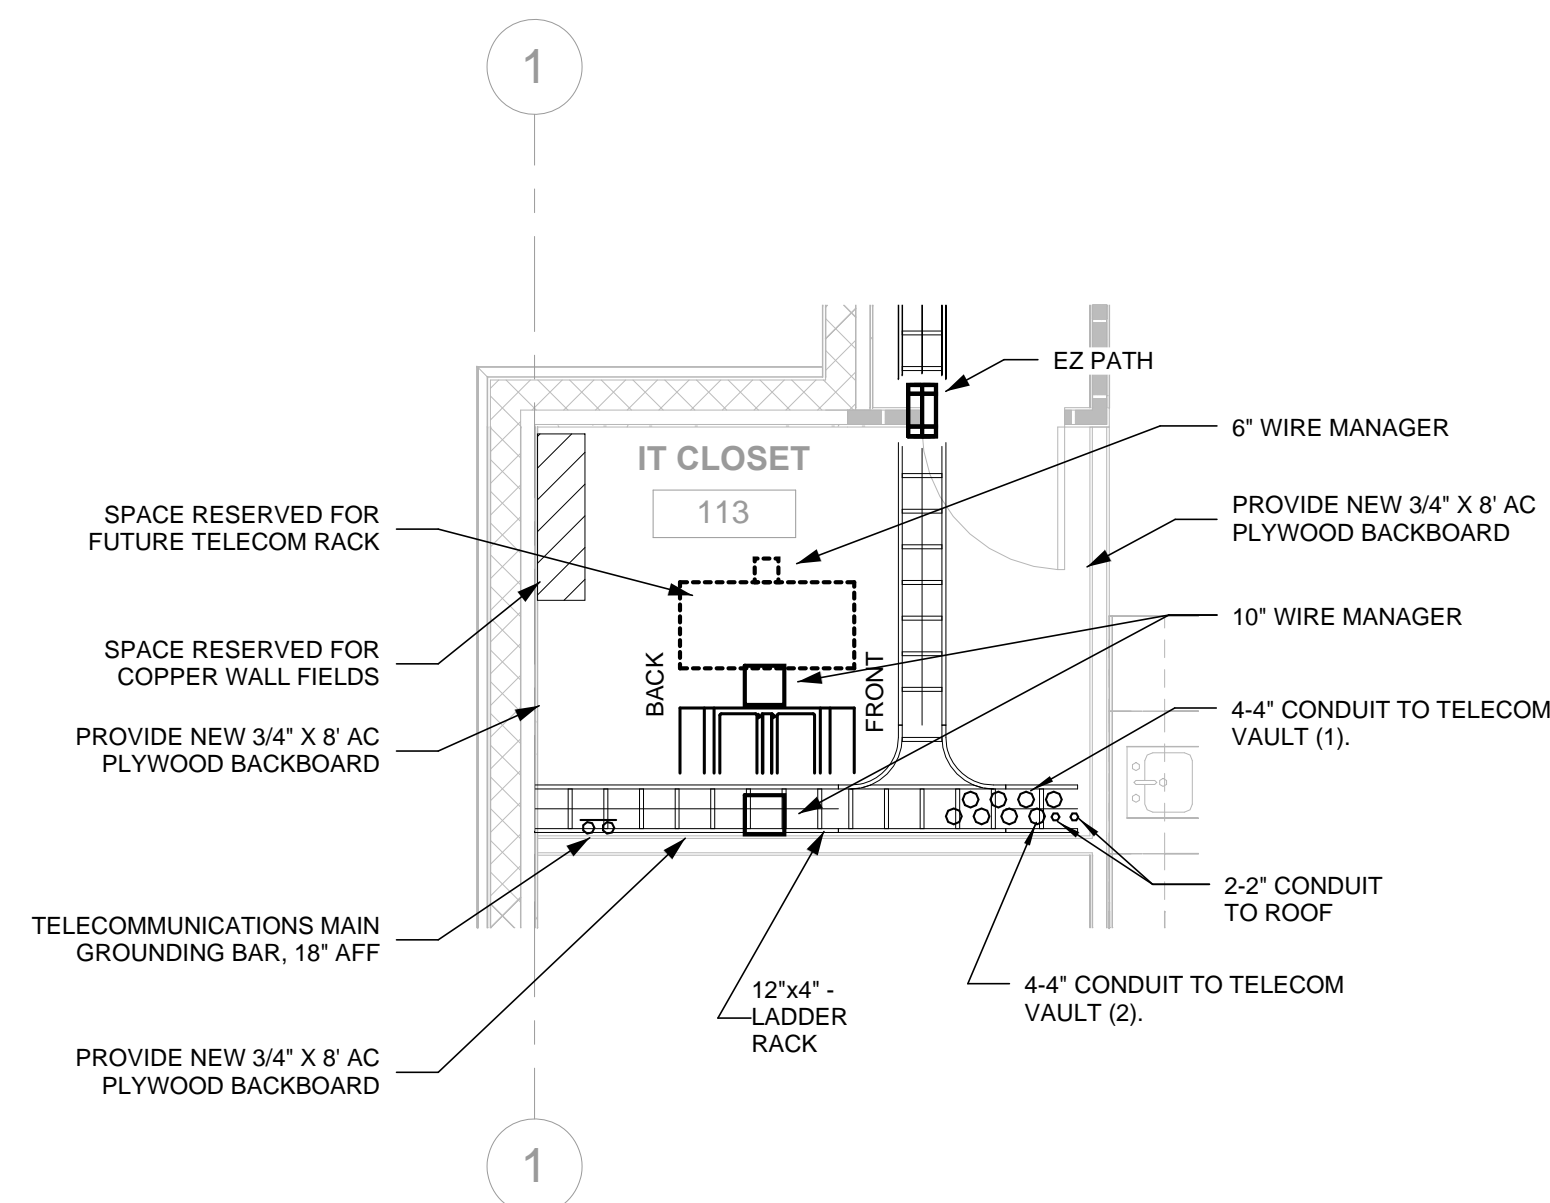 1
EZ PATH
6" WIRE MANAGER
IT CLOSET
113
PROVIDE NEW 3/4" X 8' AC
PLYWOOD BACKBOARD
SPACE RESERVED FOR
FUTURE TELECOM RACK
10" WIRE MANAGER
SPACE RESERVED FOR
COPPER WALL FIELDS
BACK
FRONT
4-4" CONDUIT TO TELECOM
VAULT (1).
PROVIDE NEW 3/4" X 8' AC
PLYWOOD BACKBOARD
2-2" CONDUIT
TO ROOF
TELECOMMUNICATIONS MAIN
GROUNDING BAR, 18" AFF
4-4" CONDUIT TO TELECOM
VAULT (2).
12"x4" -
LADDER
RACK
PROVIDE NEW 3/4" X 8' AC
PLYWOOD BACKBOARD
1